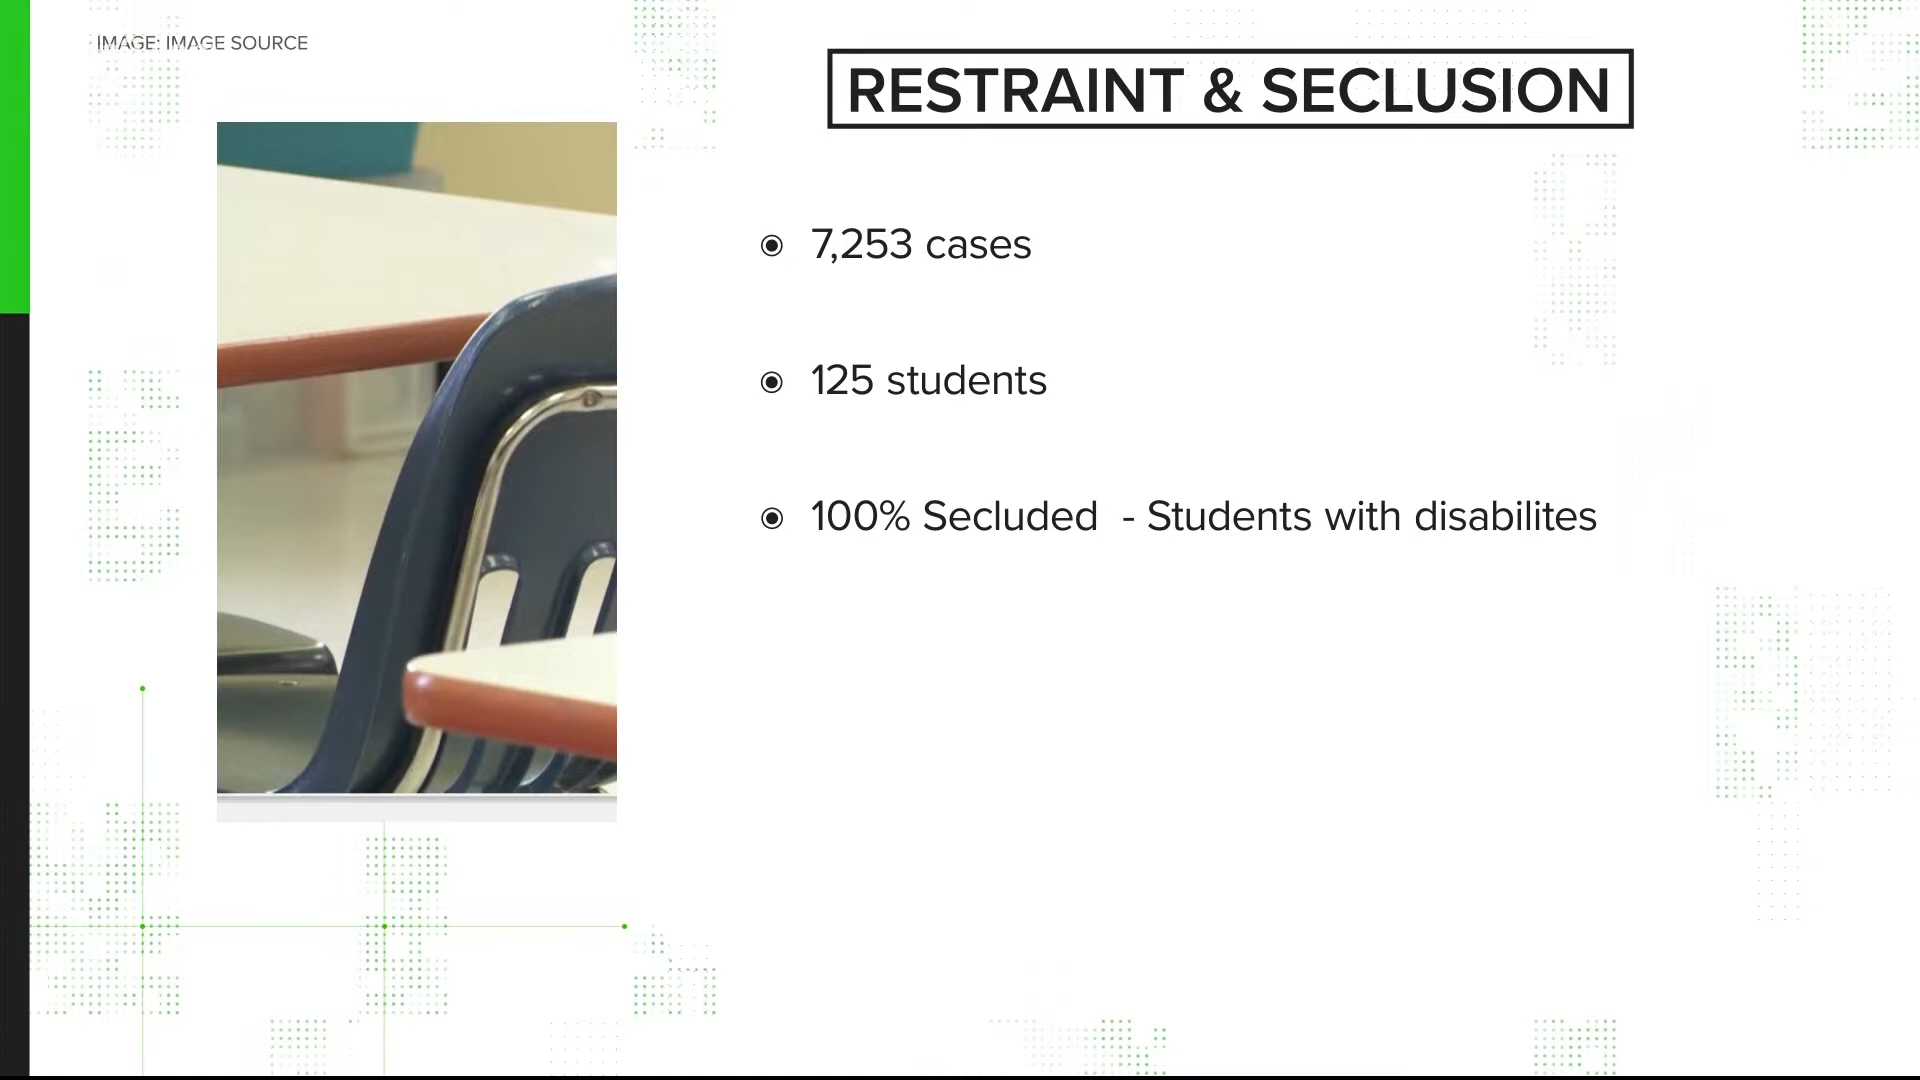 IMAGE: IMAGE SOURCE
RESTRAINT & SECLUSION
7,253 cases
125 students
100% Secluded  - Students with disabilites